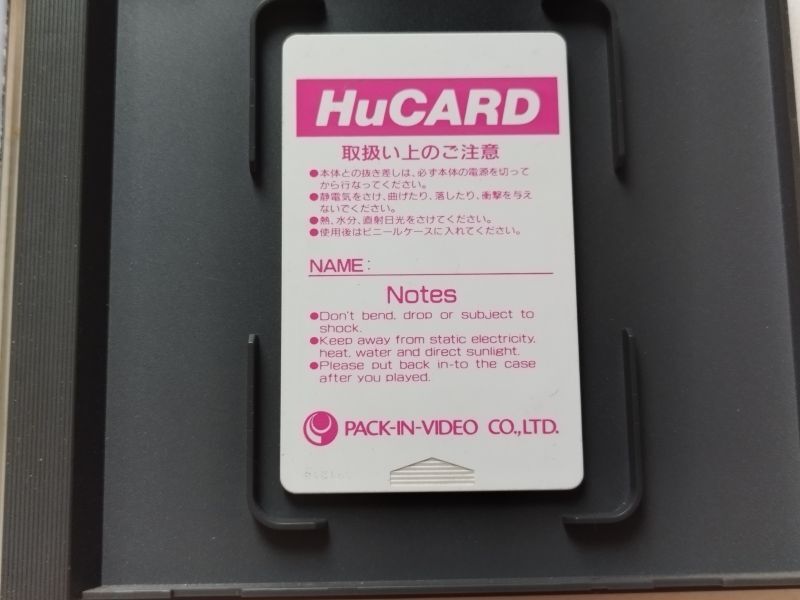 HuCARD
取扱い上のご注意
●本体との抜き差しは、必ず本体の電源を切って
から行なってください。
●静電気をさけ、曲げたり、落したり、衝撃を与え
ないでください。
●熱、水分、直射日光をさけてください。
●使用後はビニールケースに入れてください。
NAME:
Notes
●Don't bend, drop or subject to
shock.
●Keep away from static electricity,
heat, water and direct sunlight.
●Please put back in-to the case
after you played.
PACK-IN-VIDEO CO.,LTD.